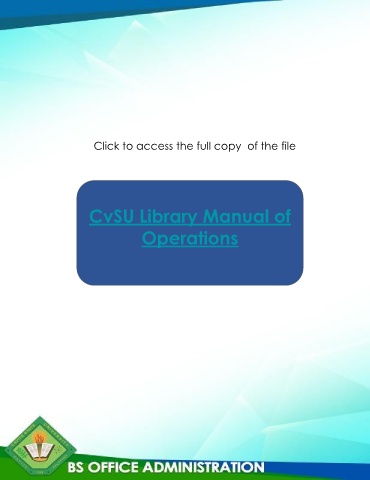 Click to access the full copy  of the file
CvSU Library Manual of
Operations
BS OFFICE ADMINISTRATION